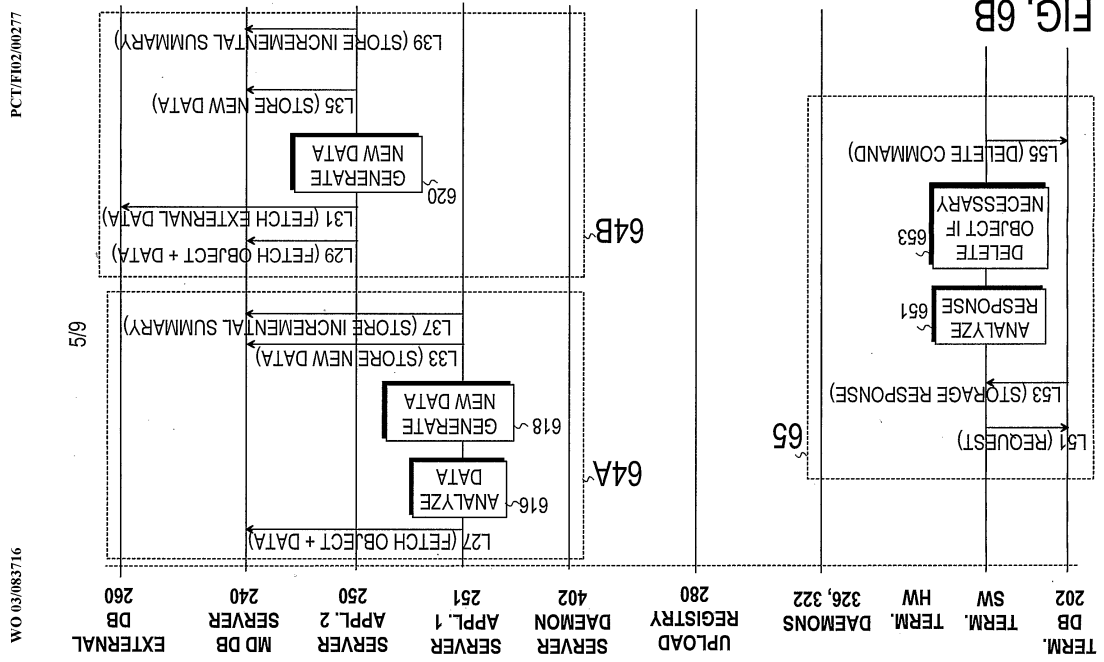 WO 03/083716
PCT/FI02/00277
5/9
TERM.
DB
202
TERM.
SW
TERM.
HW
DAEMONS
326, 322
UPLOAD
REGISTRY
280
SERVER
DAEMON
402
SERVER
APPL. 1
251
SERVER
APPL. 2
250
MD DB
SERVER
240
EXTERNAL
DB
260
L27 (FETCH OBJECT + DATA)
64A
616
ANALYZE
DATA
618
GENERATE
NEW DATA
L33 (STORE NEW DATA)
L37 (STORE INCREMENTAL SUMMARY)
64B
L29 (FETCH OBJECT + DATA)
L31 (FETCH EXTERNAL DATA)
620
GENERATE
NEW DATA
L35 (STORE NEW DATA)
L39 (STORE INCREMENTAL SUMMARY)
65
L51 (REQUEST)
L53 (STORAGE RESPONSE)
ANALYZE
RESPONSE
651
DELETE
OBJECT IF
NECESSARY
653
L55 (DELETE COMMAND)
FIG. 6B